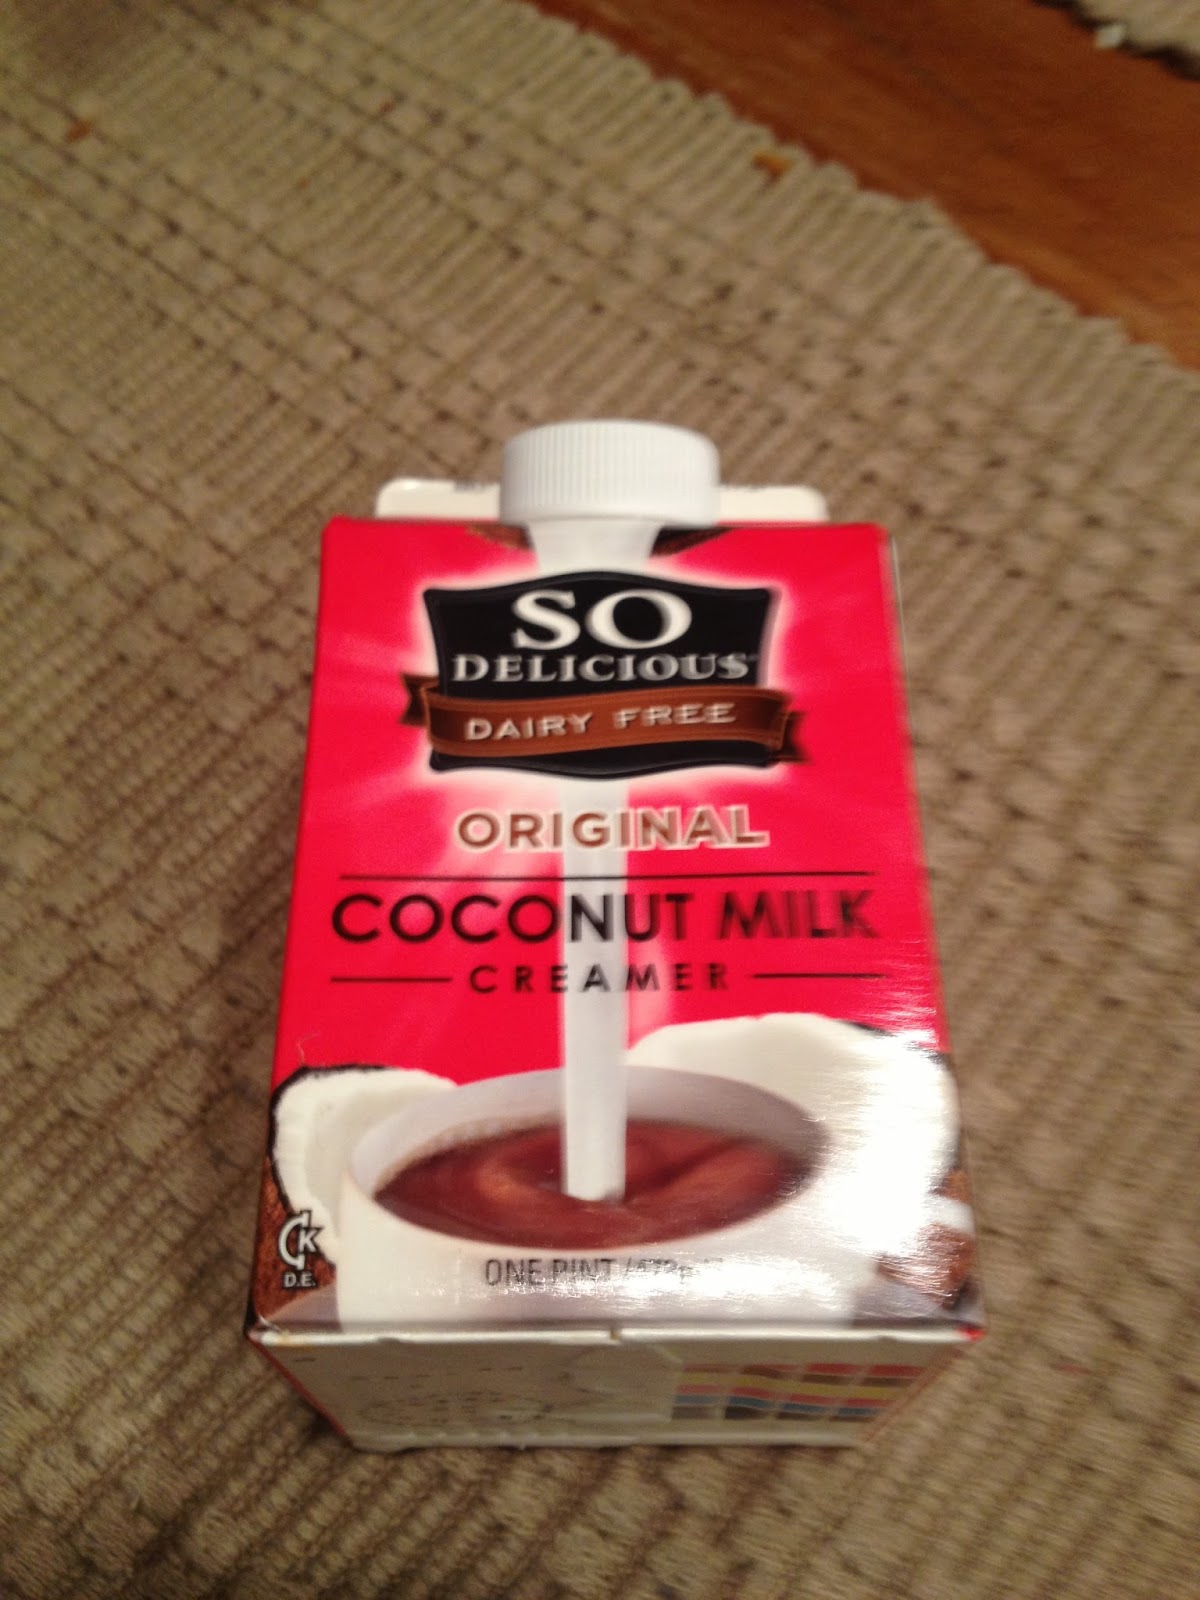 SO
DELICIOUS
DAIRY FREE
ORIGINAL
COCONUT MILK
CREAMER
K
D.E.
ONE PINT